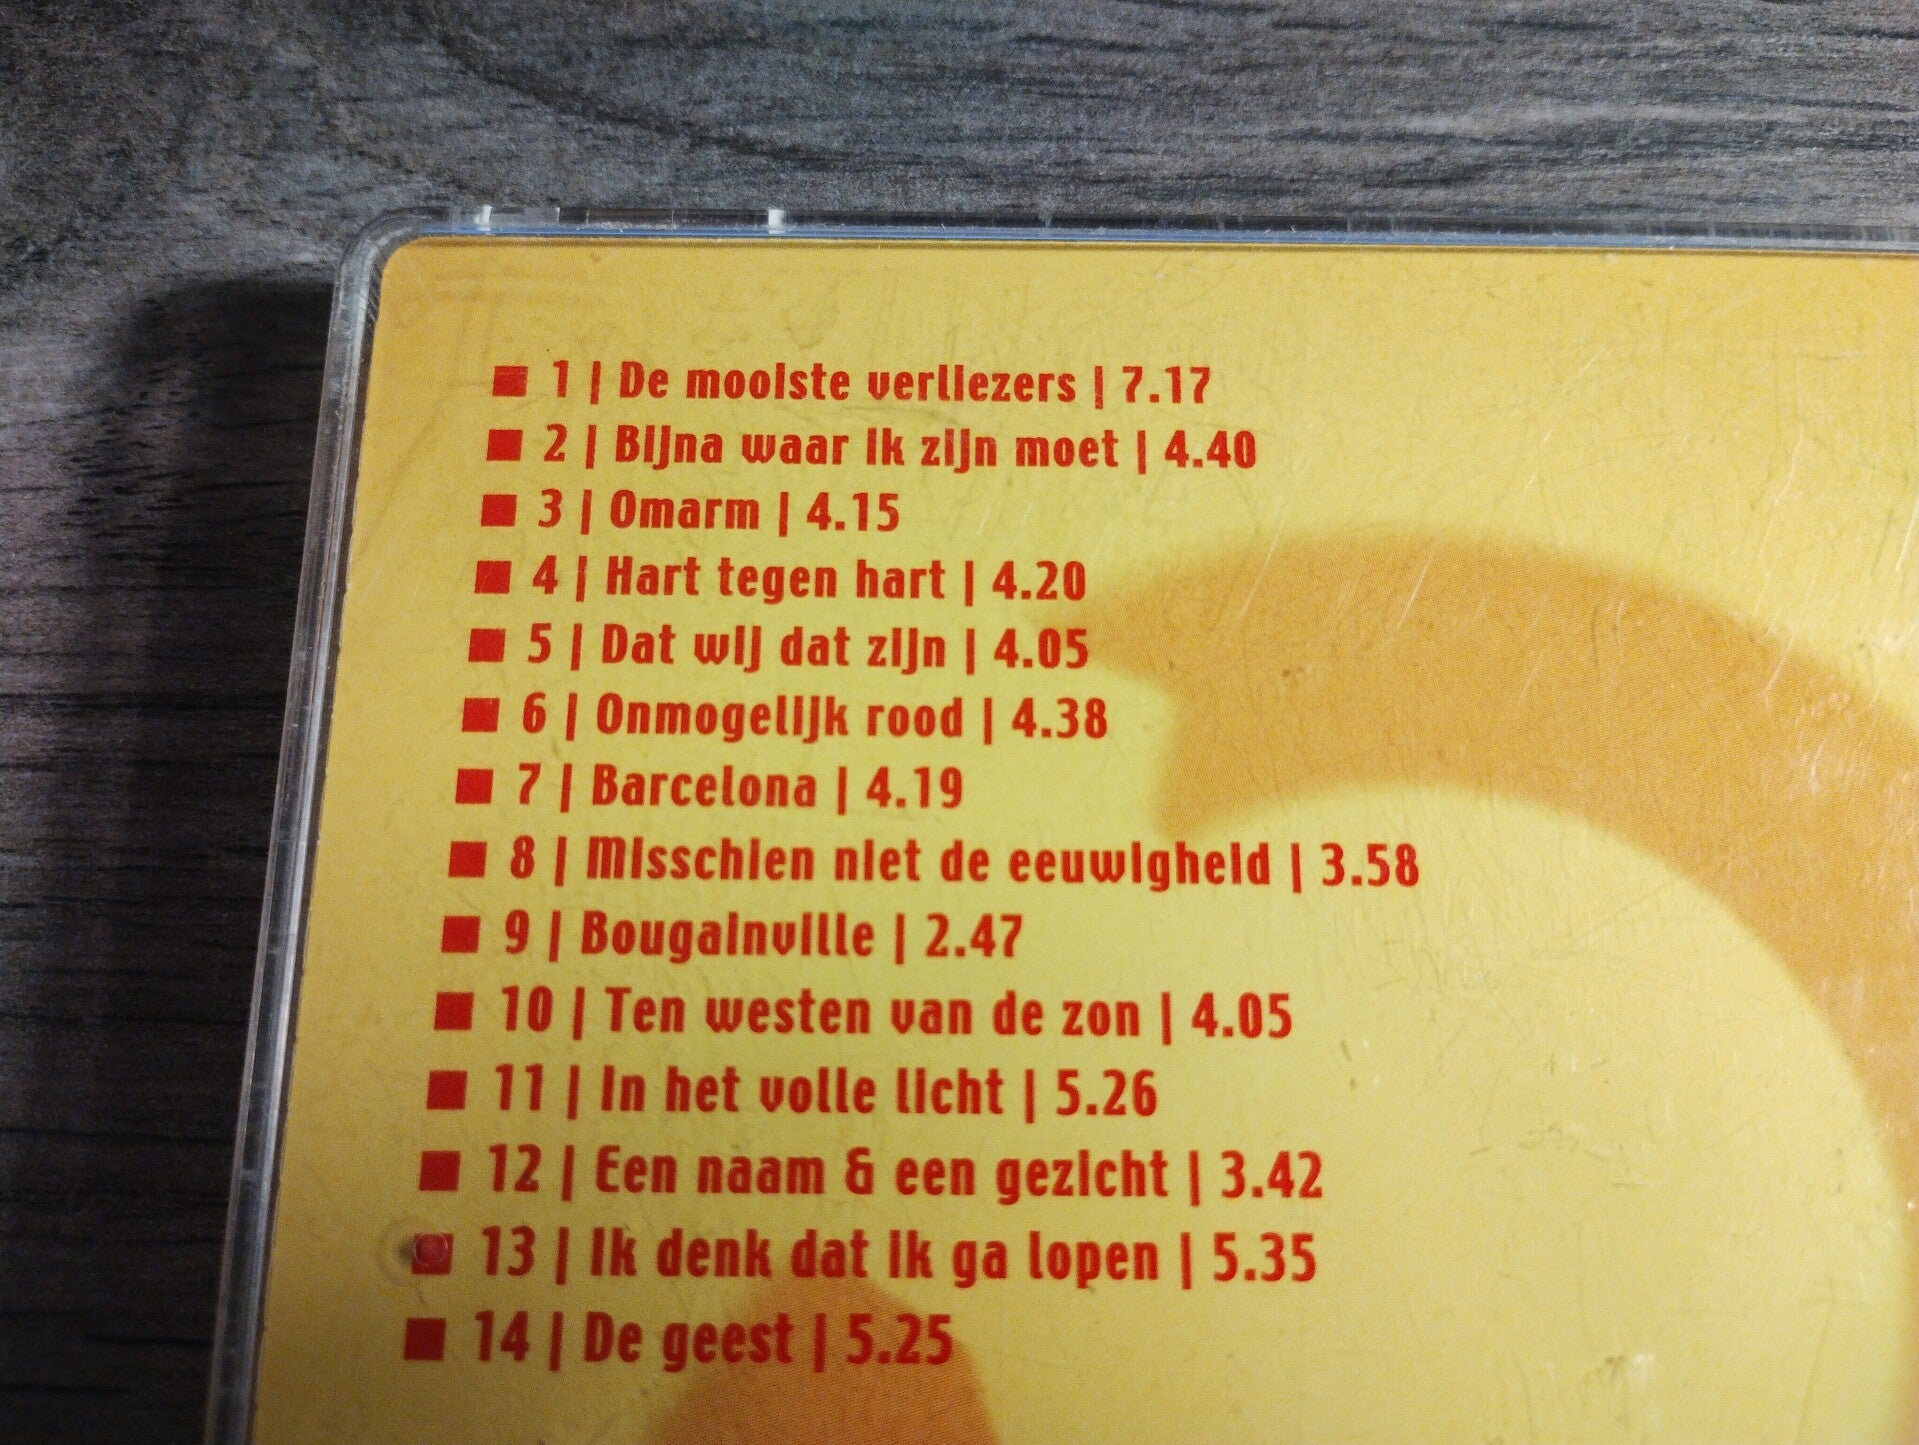 1 | De mooiste verliezers | 7.17
2 | Bijna waar ik zijn moet | 4.40
3 | Omarm | 4.15
4 | Hart tegen hart | 4.20
5 | Dat wij dat zijn | 4.05
6 | Onmogelijk rood | 4.38
7 | Barcelona | 4.19
8 | Misschien niet de eeuwigheid | 3.58
9 | Bougainville | 2.47
10 | Ten westen van de zon | 4.05
11 | In het volle licht | 5.26
12 | Een naam & een gezicht | 3.42
13 | Ik denk dat ik ga lopen | 5.35
14 | De geest | 5.25